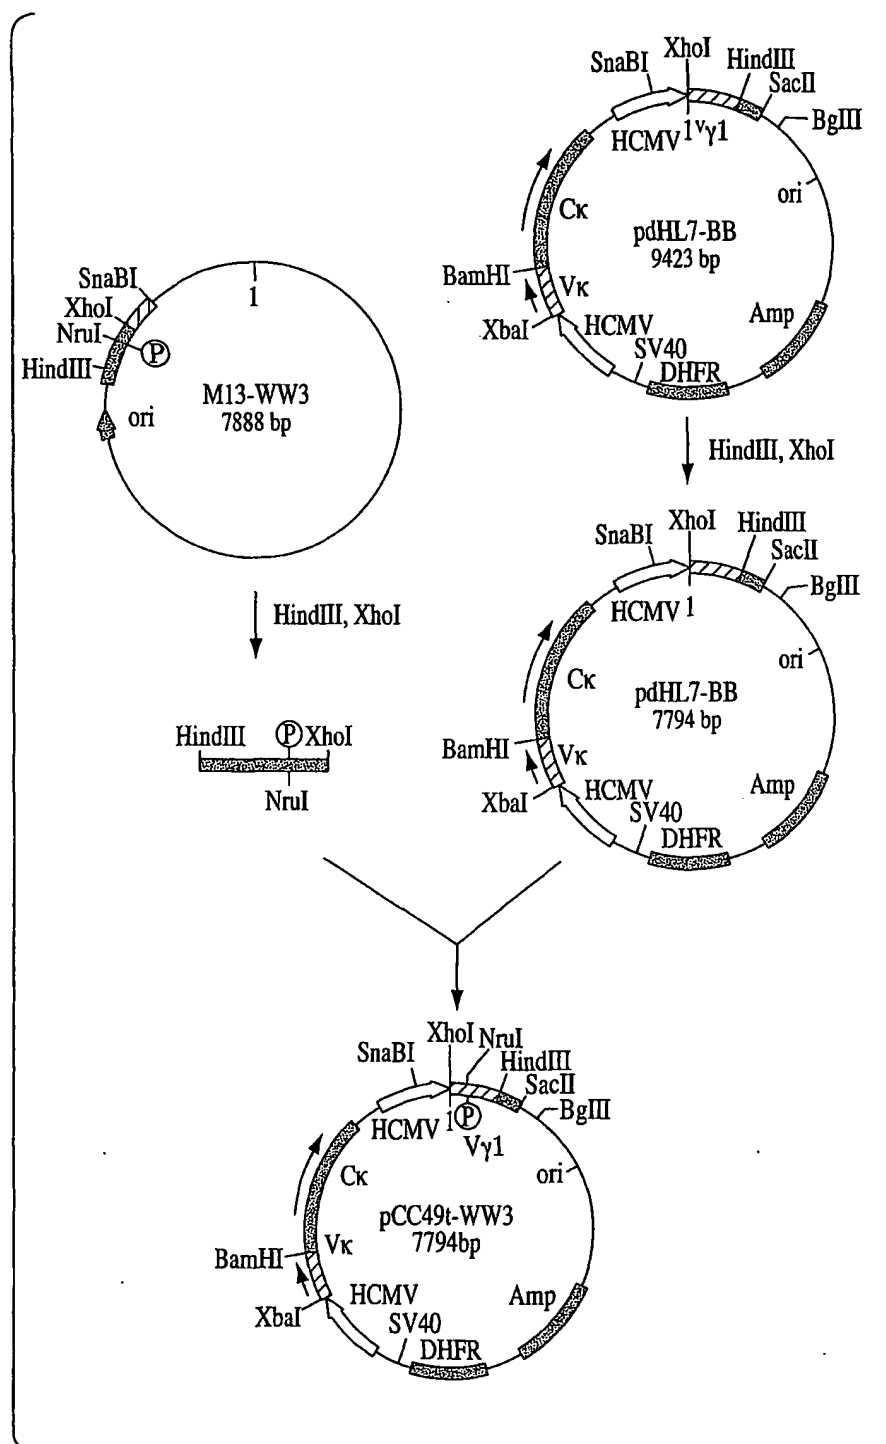 SnaBI
XhoI
NruI
HindIII
P
1
ori
M13-WW3
7888 bp
HindIII, XhoI
HindIII
P
XhoI
NruI
SnaBI
XhoI
HindIII
SacII
BgIII
HCMV
1
vγ1
ori
Cκ
pdHL7-BB
9423 bp
BamHI
Vκ
XbaI
HCMV
SV40
DHFR
Amp
HindIII, XhoI
SnaBI
XhoI
HindIII
SacII
BgIII
HCMV
1
ori
Cκ
pdHL7-BB
7794 bp
BamHI
Vκ
XbaI
HCMV
SV40
DHFR
Amp
SnaBI
XhoI
NruI
HindIII
SacII
BgIII
HCMV
1
P
Vγ1
ori
Cκ
pCC49t-WW3
7794bp
BamHI
Vκ
XbaI
HCMV
SV40
DHFR
Amp